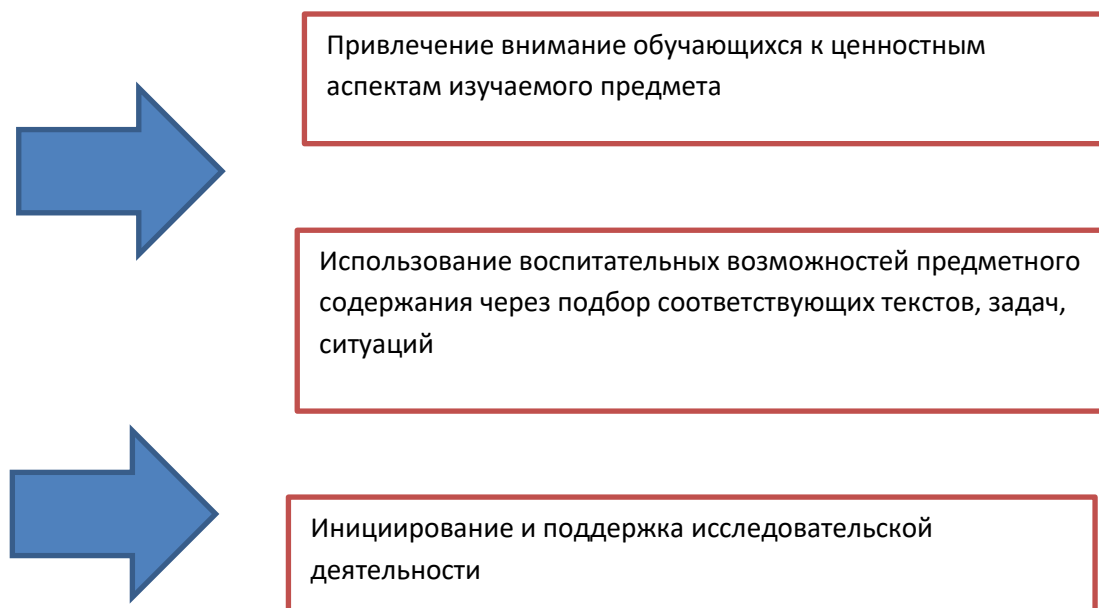 Привлечение внимание обучающихся к ценностным
аспектам изучаемого предмета
Использование воспитательных возможностей предметного
содержания через подбор соответствующих текстов, задач,
ситуаций
Инициирование и поддержка исследовательской
деятельности